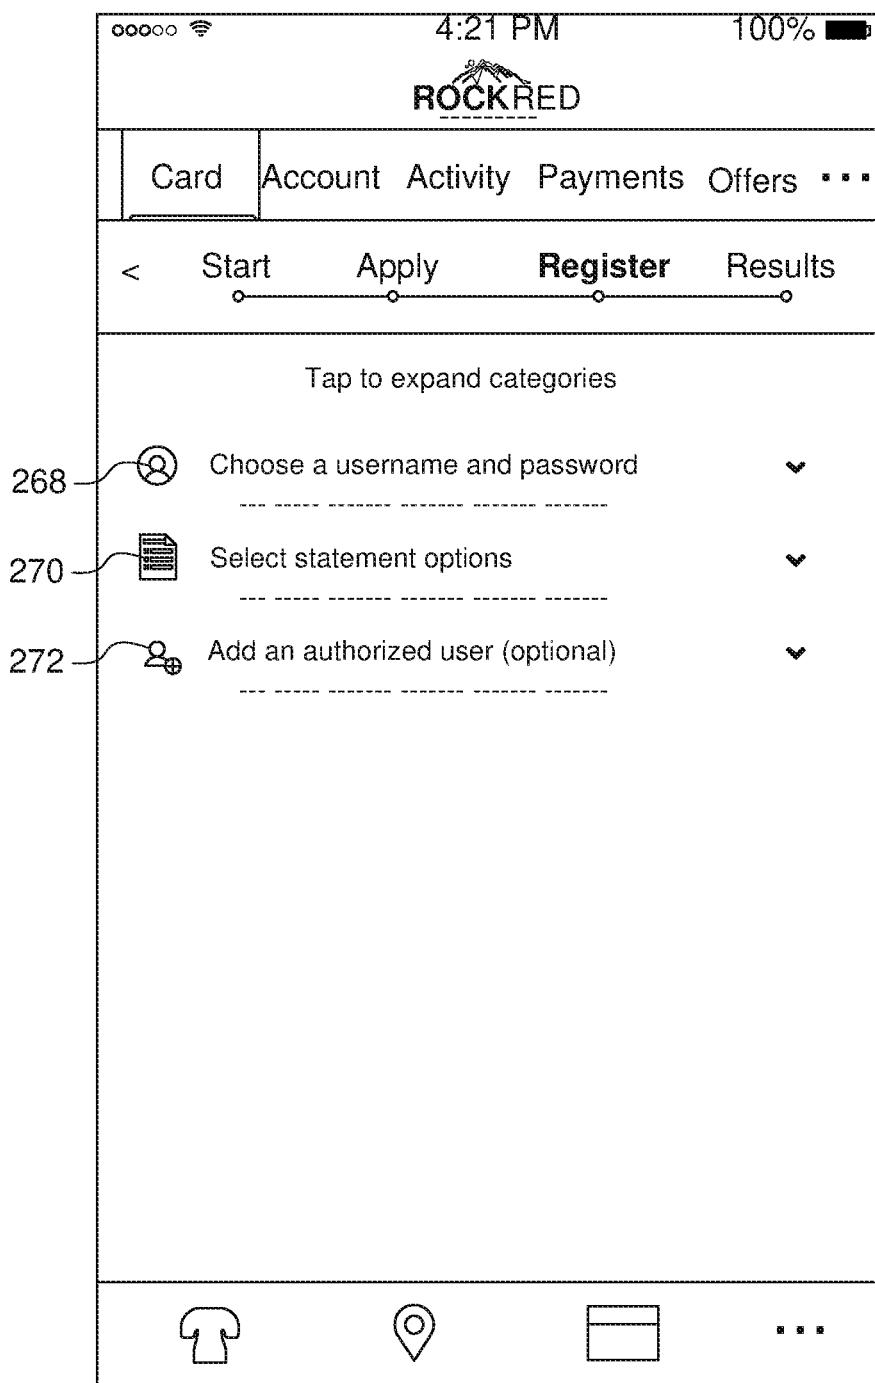 4:21 PM 100%
ROCKRED
Card Account Activity Payments Offers ...
< Start Apply Register Results
Tap to expand categories
268 Choose a username and password
270 Select statement options
272 Add an authorized user (optional)
...